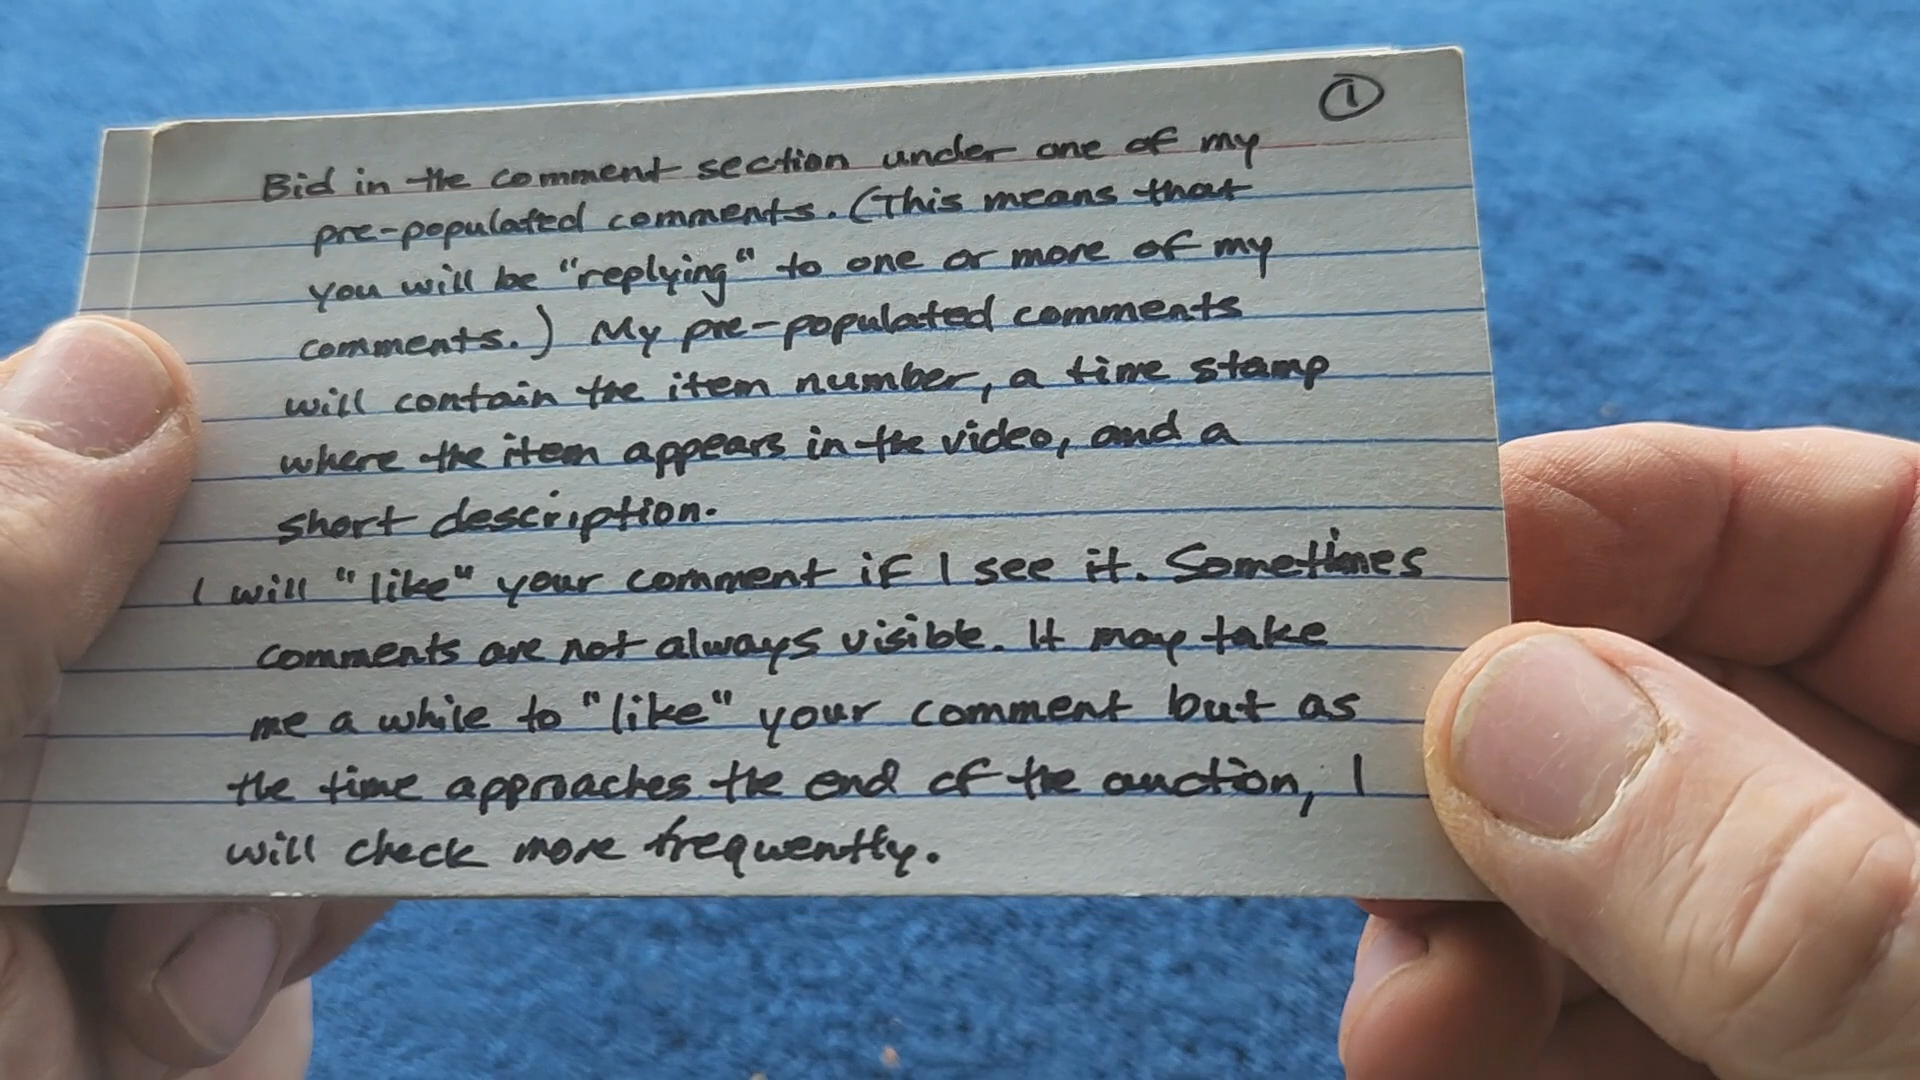 1
Bid in the comment section under one of my
pre-populated comments. (This means that
you will be "replying" to one or more of my
comments.) My pre-populated comments
will contain the item number, a time stamp
where the item appears in the video, and a
short description.
I will "like" your comment if I see it. Sometimes
comments are not always visible. It may take
me a while to "like" your comment but as
the time approaches the end of the auction, I
will check more frequently.